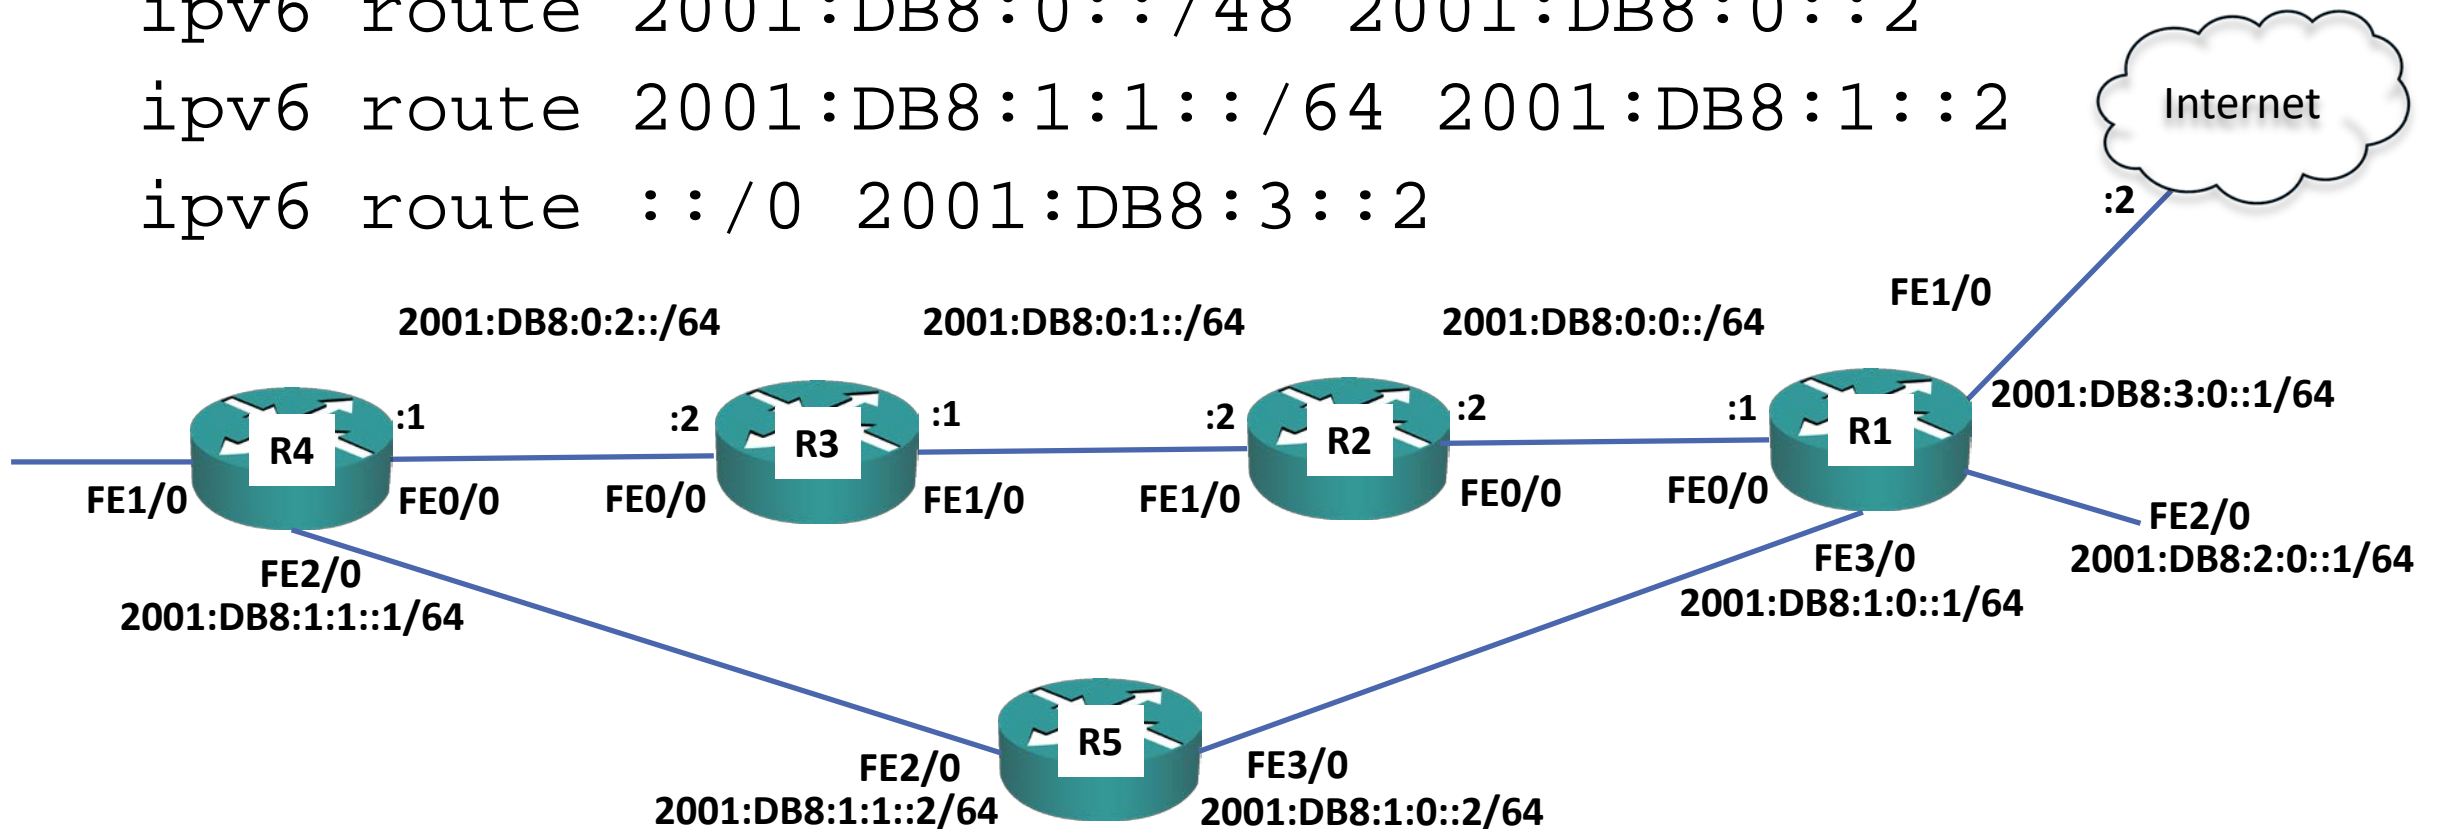 ipv6 route 2001:DB8:0::/48 2001:DB8:0::2
ipv6 route 2001:DB8:1:1::/64 2001:DB8:1::2
ipv6 route ::/0 2001:DB8:3::2
Internet
:2
FE1/0
2001:DB8:0:2::/64
2001:DB8:0:1::/64
2001:DB8:0:0::/64
2001:DB8:3:0::1/64
:1
:2
:1
:2
:2
:1
R4
R3
R2
R1
FE1/0
FE0/0
FE0/0
FE1/0
FE1/0
FE0/0
FE0/0
FE2/0
2001:DB8:2:0::1/64
FE2/0
2001:DB8:1:1::1/64
FE3/0
2001:DB8:1:0::1/64
R5
FE2/0
2001:DB8:1:1::2/64
FE3/0
2001:DB8:1:0::2/64